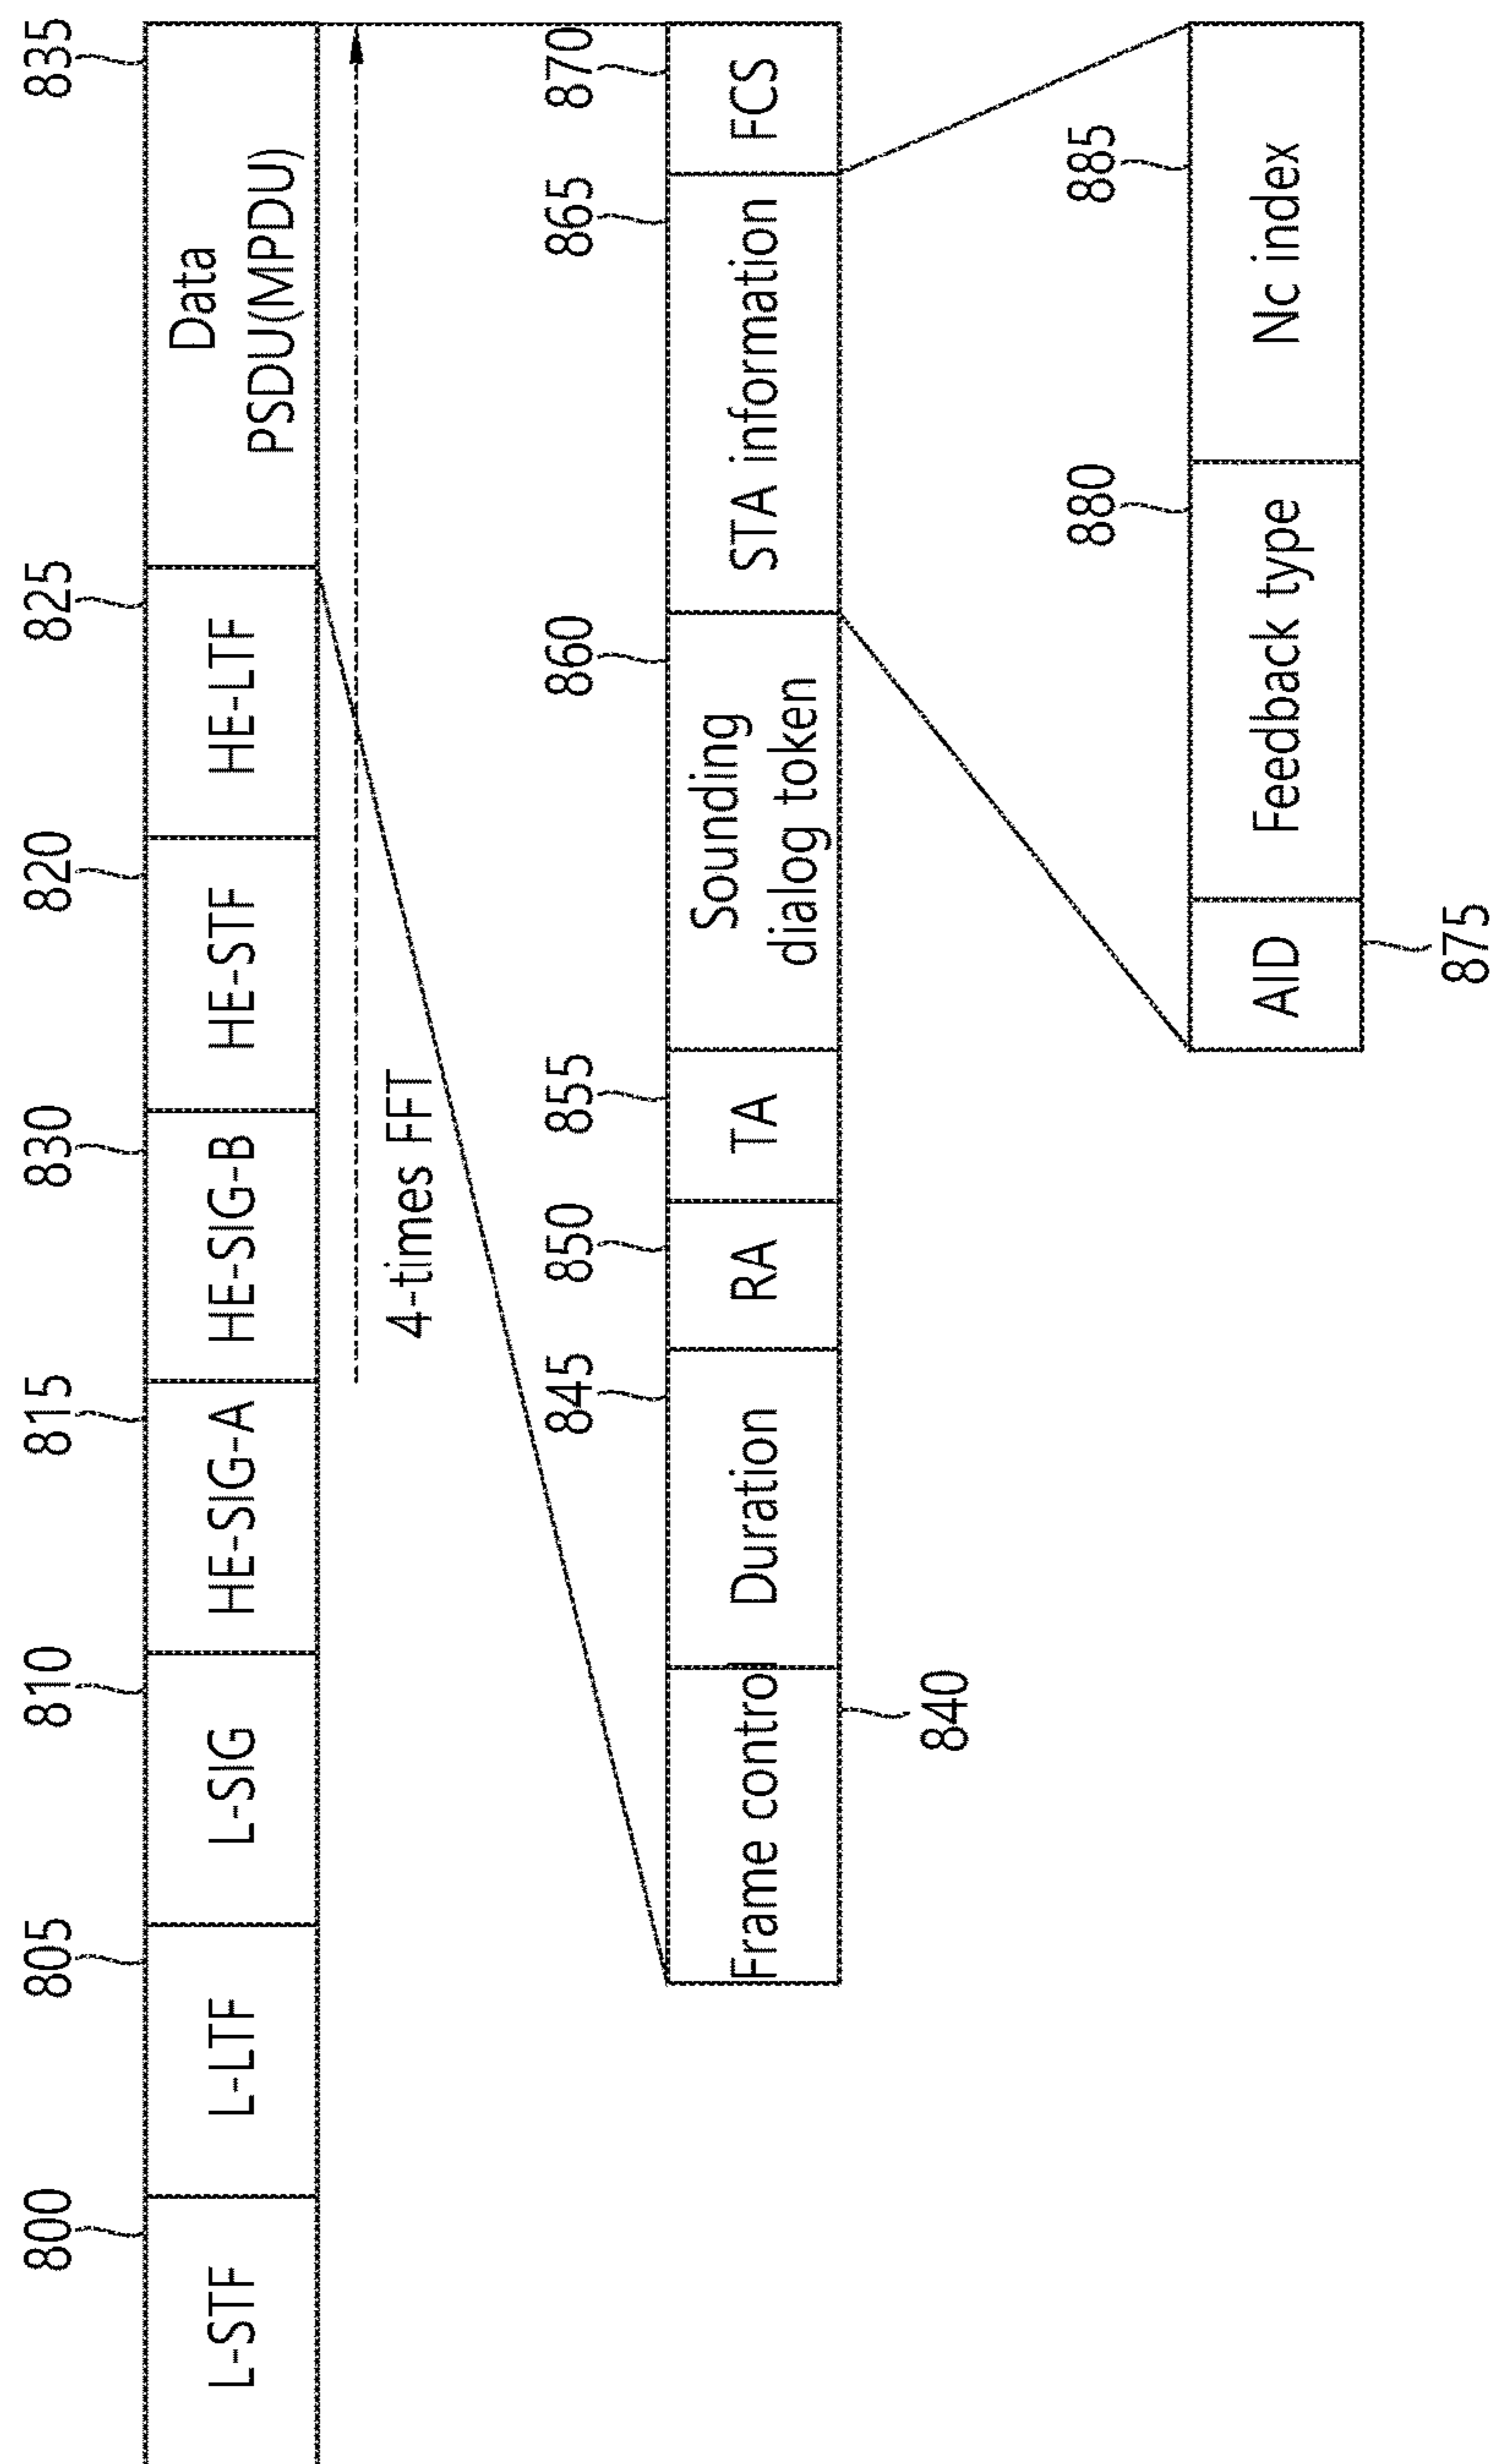 800
805
810
815
830
820
825
835
L-STF
L-LTF
L-SIG
HE-SIG-A
HE-SIG-B
HE-STF
HE-LTF
Data
PSDU(MPDU)
4-times FFT
845
850
855
860
865
870
Frame control
Duration
RA
TA
Sounding
dialog token
STA information
FCS
840
880
885
AID
Feedback type
Nc index
875